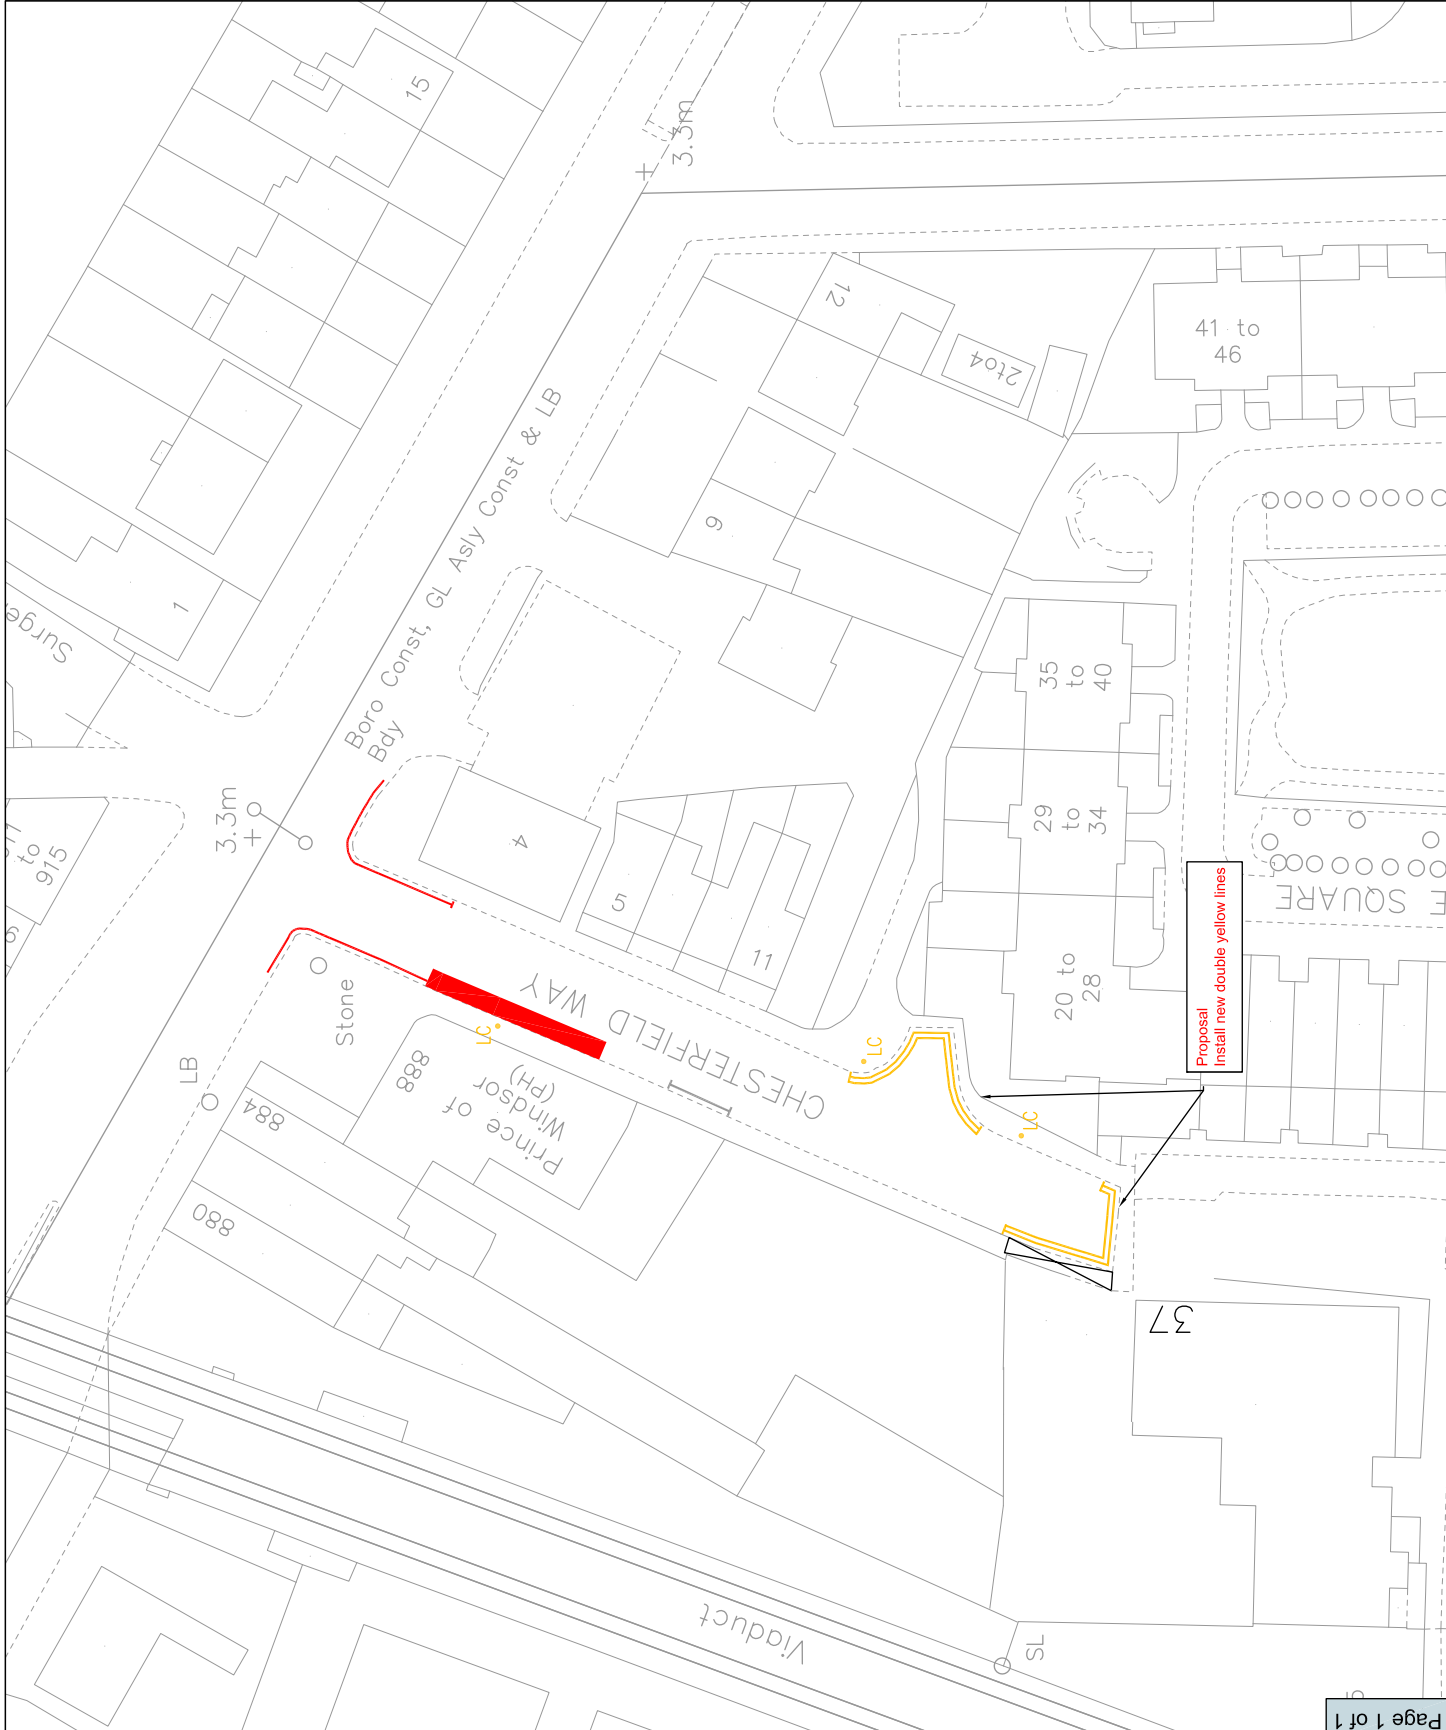 15
3.3m
1
12
2to4
41 to
46
Boro Const, GL Asly Const & LB
Bdy
9
35
to
40
3.3m
to
915
4
29
to
34
5
11
E SQUARE
20 to
28
Proposal
Install new double yellow lines
Stone
LB
LC
CHESTERFIELD WAY
LC
LC
888
Prince of
Windsor
(PH)
884
880
37
Viaduct
SL
Page 1 of 1